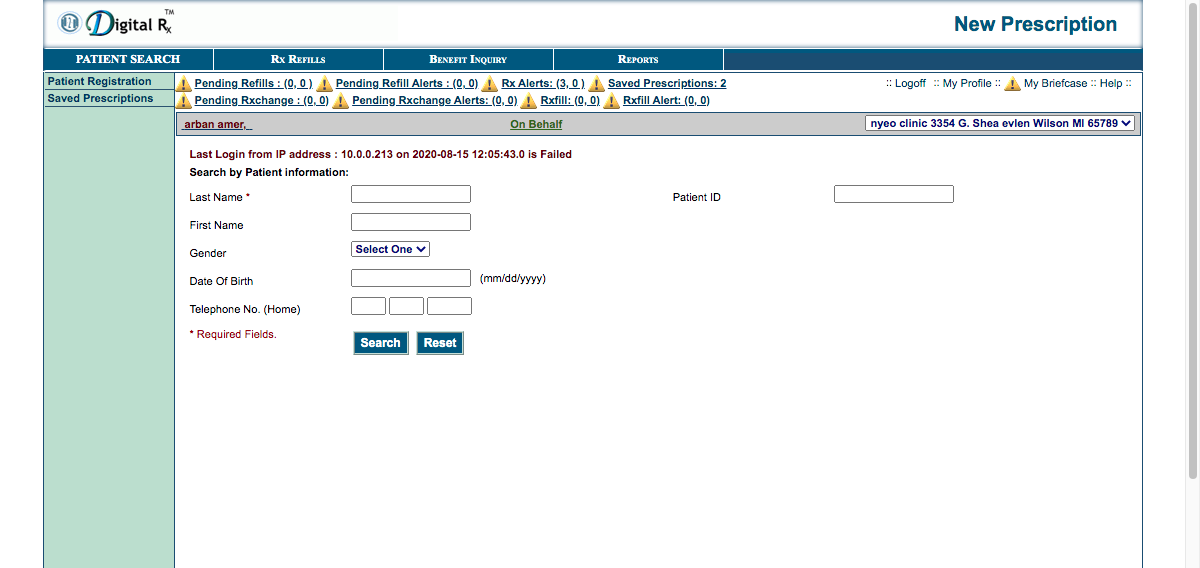 Digital Rx TM
New Prescription
PATIENT SEARCH RX REFILLS BENEFIT INQUIRY REPORTS
Patient Registration
Saved Prescriptions
Pending Refills : (0, 0 ) Pending Refill Alerts : (0, 0) Rx Alerts: (3, 0 ) Saved Prescriptions: 2 :: Logoff :: My Profile :: My Briefcase :: Help ::
Pending Rxchange : (0, 0) Pending Rxchange Alerts: (0, 0) Rxfill: (0, 0) Rxfill Alert: (0, 0)
arban amer, On Behalf nyeo clinic 3354 G. Shea evlen Wilson MI 65789
Last Login from IP address : 10.0.0.213 on 2020-08-15 12:05:43.0 is Failed
Search by Patient information:
Last Name * Patient ID
First Name
Gender Select One
Date Of Birth (mm/dd/yyyy)
Telephone No. (Home)
* Required Fields.
Search Reset